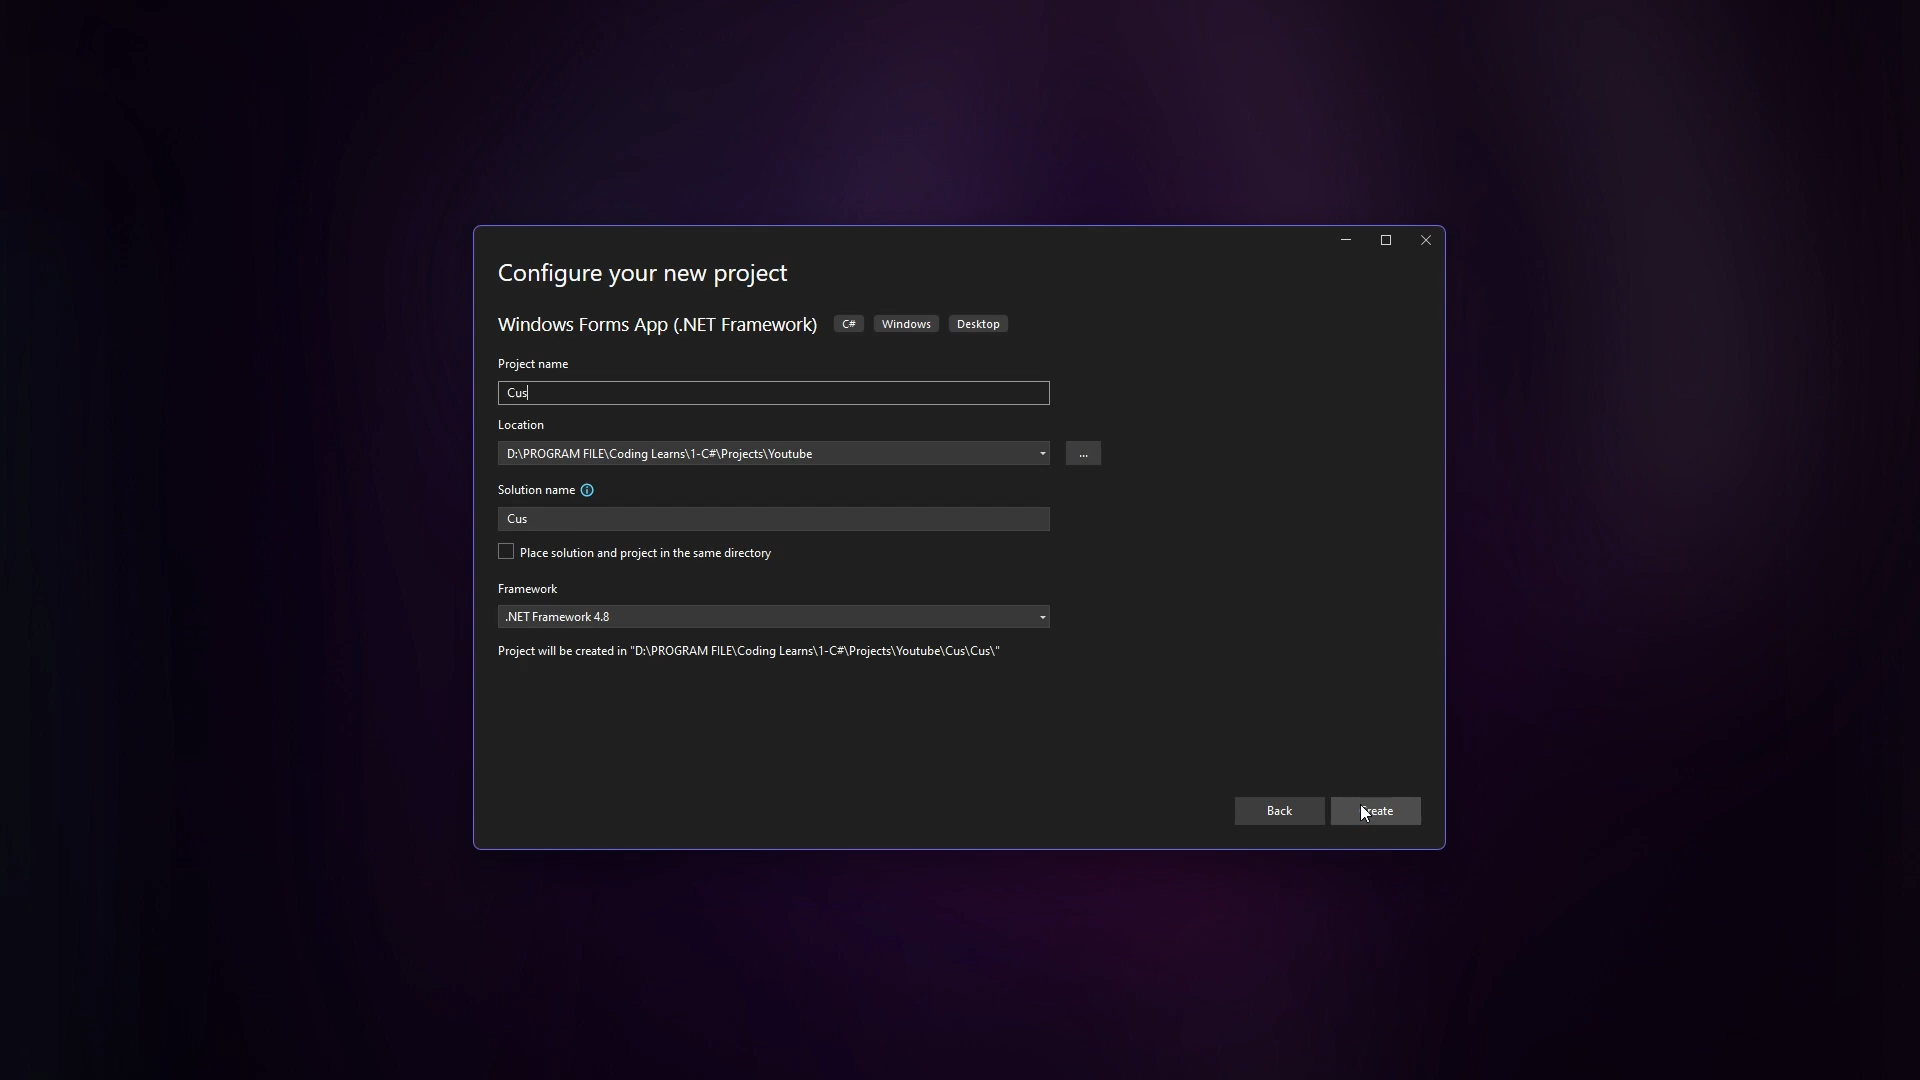 Configure your new project
Windows Forms App (.NET Framework) C# Windows Desktop
Project name
Cus
Location
D:\PROGRAM FILE\Coding Learns\1-C#\Projects\Youtube ...
Solution name
Cus
Place solution and project in the same directory
Framework
.NET Framework 4.8
Project will be created in "D:\PROGRAM FILE\Coding Learns\1-C#\Projects\Youtube\Cus\Cus\"
Back Create